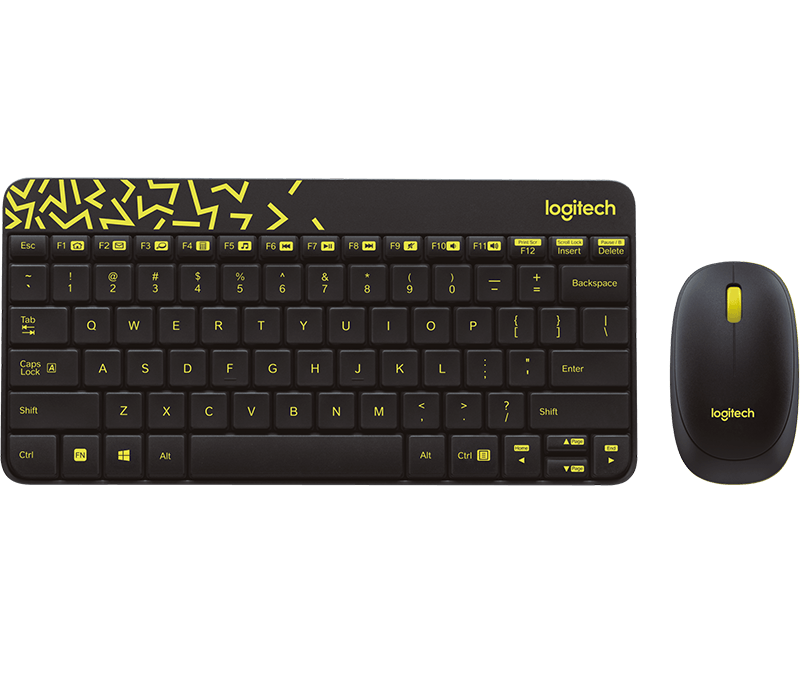 logitech
Esc F1 F2 F3 F4 F5 F6 F7 F8 F9 F10 F11 Print Scr F12 Scroll Lock Insert Pause / B Delete
~ ! @ # $ % ^ & * ( ) — + Backspace
` 1 2 3 4 5 6 7 8 9 0 - =
Tab Q W E R T Y U I O P { [ } ] | \
Caps Lock A A S D F G H J K L : ; " ' Enter
Shift Z X C V B N M < , > . ? / Shift
Ctrl FN Alt Alt Ctrl Home ◄ ▲ Page ▼ Page End ►
logitech